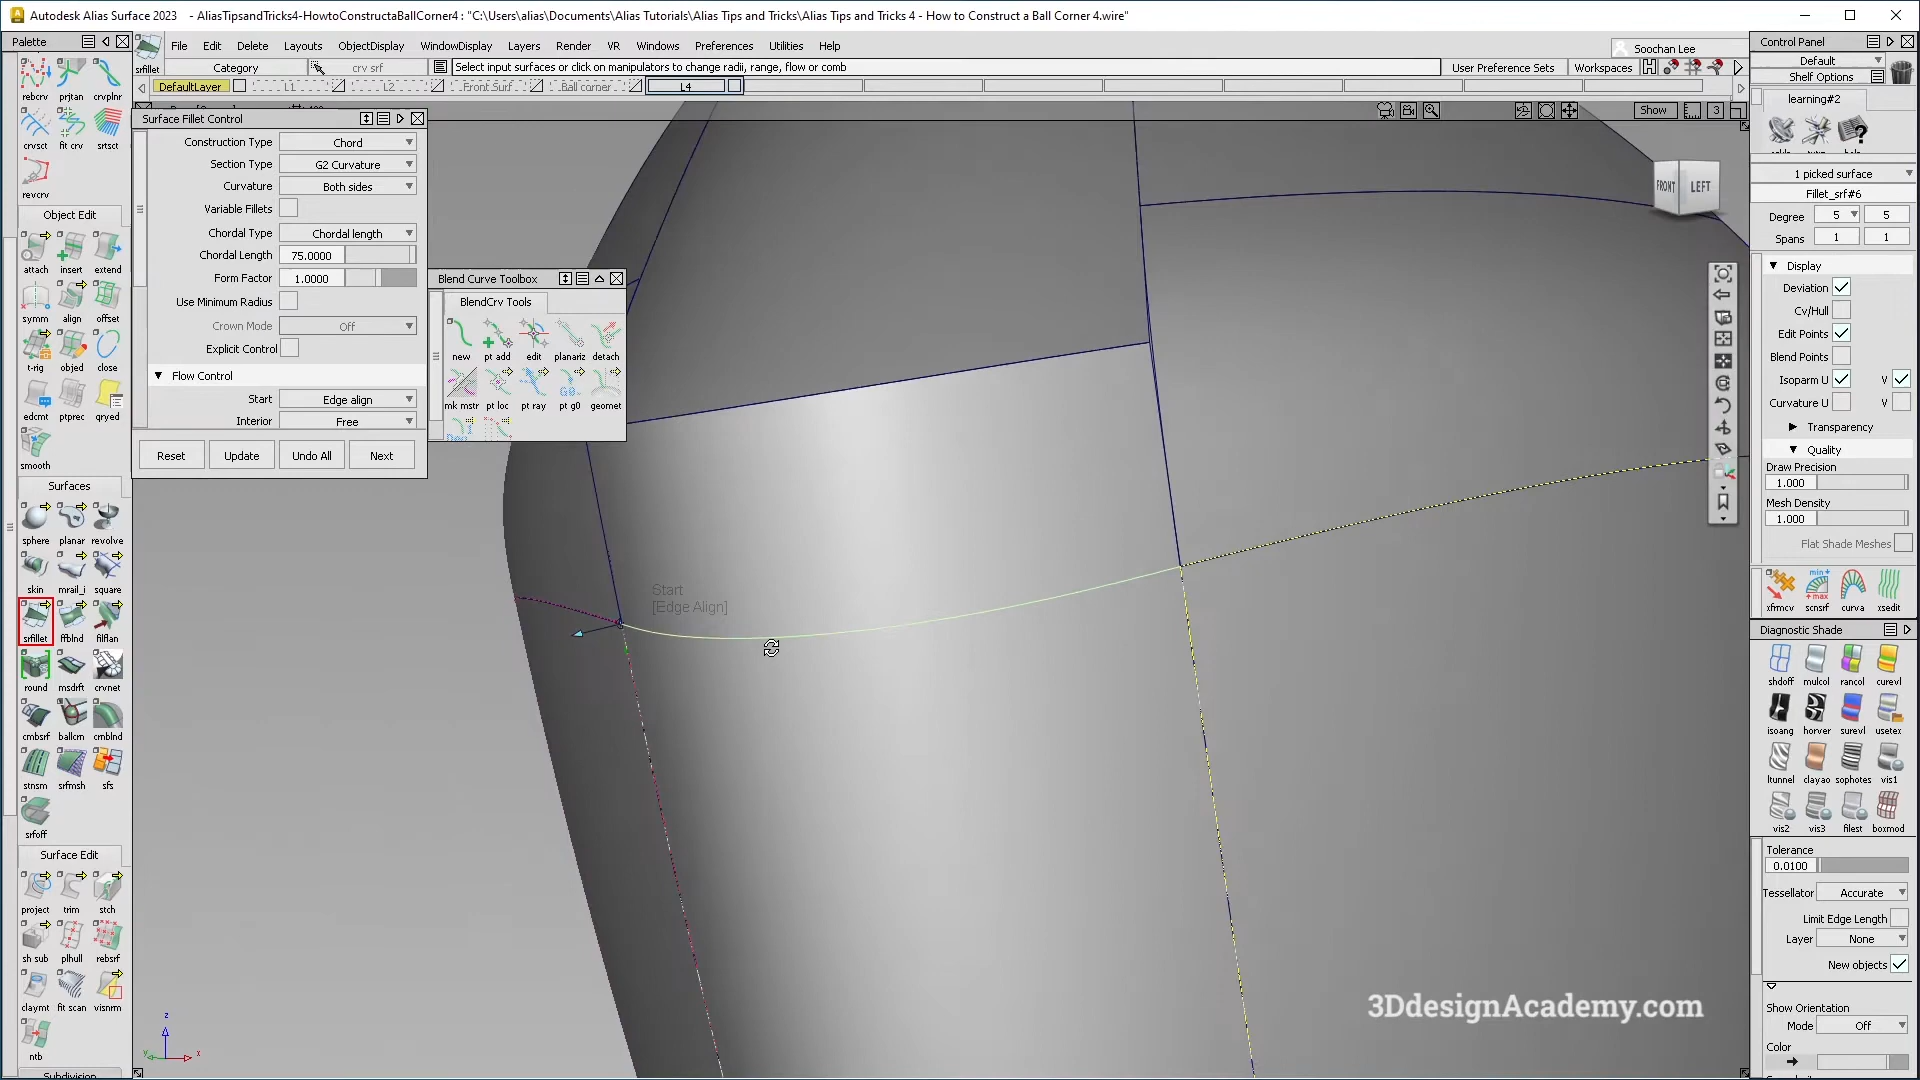 Autodesk Alias Surface 2023 - AliasTipsandTricks4-HowtoConstructaBallCorner4 : "C:\Users\alias\Documents\Alias Tutorials\Alias Tips and Tricks\Alias Tips and Tricks 4 - How to Construct a Ball Corner 4.wire"
Palette
File Edit Delete Layouts ObjectDisplay WindowDisplay Layers Render VR Windows Preferences Utilities Help
Soochan Lee
srfillet
Category
crv srf
Select input surfaces or click on manipulators to change radii, range, flow or comb
User Preference Sets
Workspaces
DefaultLayer
L1
L2
Front Surf
Ball corner
L4
Show
3
FRONT
LEFT
rebcrv prjtan crvplnr
crvsct fit crv srtsct
revcrv
Object Edit
attach insert extend
symm align offset
t-rig objed close
edcmt ptprec qryed
smooth
Surfaces
sphere planar revolve
skin mrail_i square
srfillet ffblnd filflan
round msdrft crvnet
cmbsrf ballcrn cmblnd
stnsm srfmsh sfs
srfoff
Surface Edit
project trim stch
sh sub plhull rebsrf
claymt fit scan visnrm
ntb
Subdivision
Surface Fillet Control
Construction Type Chord
Section Type G2 Curvature
Curvature Both sides
Variable Fillets
Chordal Type Chordal length
Chordal Length 75.0000
Form Factor 1.0000
Use Minimum Radius
Crown Mode Off
Explicit Control
Flow Control
Start Edge align
Interior Free
Reset Update Undo All Next
Blend Curve Toolbox
BlendCrv Tools
new pt add edit planariz detach
mk mstr pt loc pt ray pt g0 geomet
Start
[Edge Align]
z
y
x
3DdesignAcademy.com
Control Panel
Default
Shelf Options
learning#2
1 picked surface
Fillet_srf#6
Degree 5 5
Spans 1 1
Display
Deviation
Cv/Hull
Edit Points
Blend Points
Isoparm U V
Curvature U V
Transparency
Quality
Draw Precision
1.000
Mesh Density
1.000
Flat Shade Meshes
xfrmcv scnsrf curva xsedit
Diagnostic Shade
shdoff mulcol rancol curevl
isoang horver surevl usetex
ltunnel clayao sophotes vis1
vis2 vis3 filest boxmod
Tolerance
0.0100
Tessellator Accurate
Limit Edge Length
Layer None
New objects
Show Orientation
Mode Off
Color